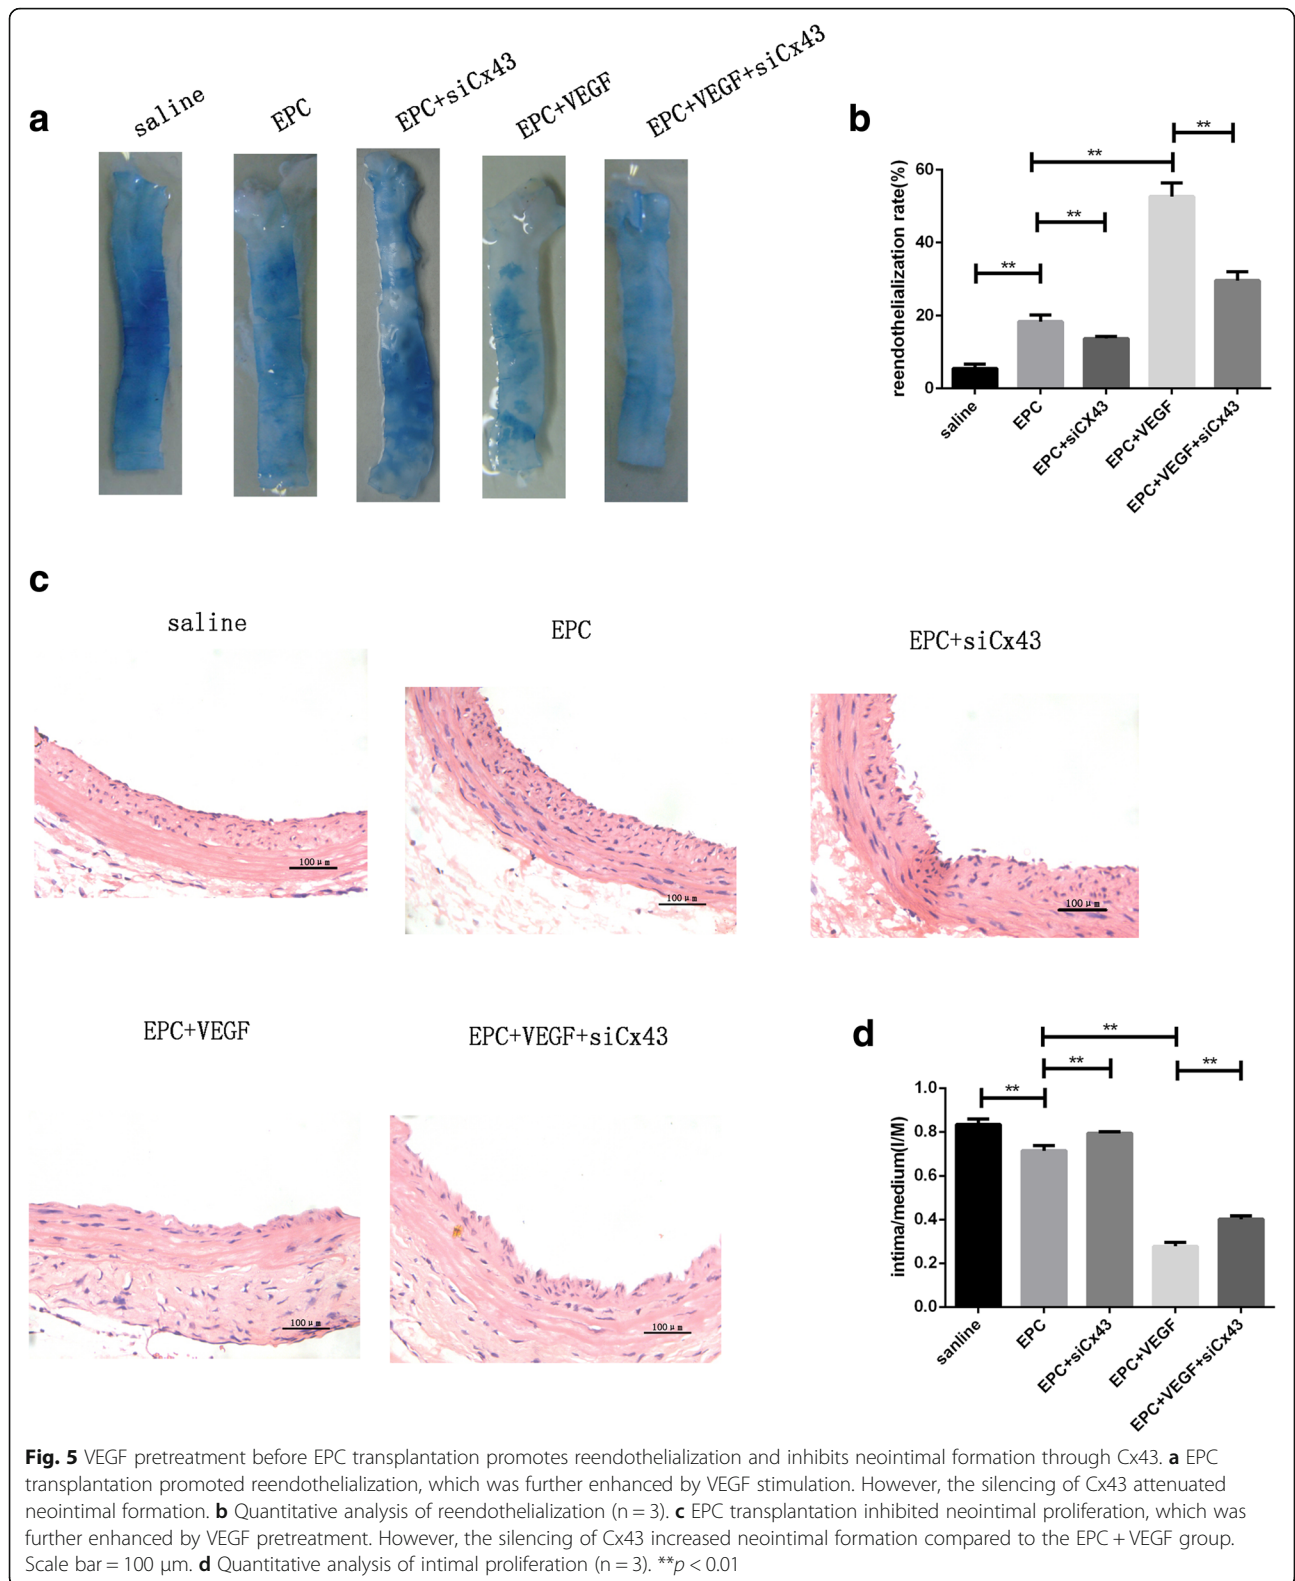 a
saline
EPC
EPC+siCx43
EPC+VEGF
EPC+VEGF+siCx43
b
**
**
**
**
reendothelialization rate(%)
60
40
20
0
saline
EPC
EPC+siCX43
EPC+VEGF
EPC+VEGF+siCx43
c
saline
100 μm
EPC
100 μm
EPC+siCx43
100 μm
EPC+VEGF
100 μm
EPC+VEGF+siCx43
100 μm
d
**
**
**
**
intima/medium(I/M)
1.0
0.8
0.6
0.4
0.2
0.0
sanline
EPC
EPC+siCx43
EPC+VEGF
EPC+VEGF+siCx43
Fig. 5 VEGF pretreatment before EPC transplantation promotes reendothelialization and inhibits neointimal formation through Cx43. a EPC
transplantation promoted reendothelialization, which was further enhanced by VEGF stimulation. However, the silencing of Cx43 attenuated
neointimal formation. b Quantitative analysis of reendothelialization (n = 3). c EPC transplantation inhibited neointimal proliferation, which was
further enhanced by VEGF pretreatment. However, the silencing of Cx43 increased neointimal formation compared to the EPC + VEGF group.
Scale bar = 100 μm. d Quantitative analysis of intimal proliferation (n = 3). **p < 0.01